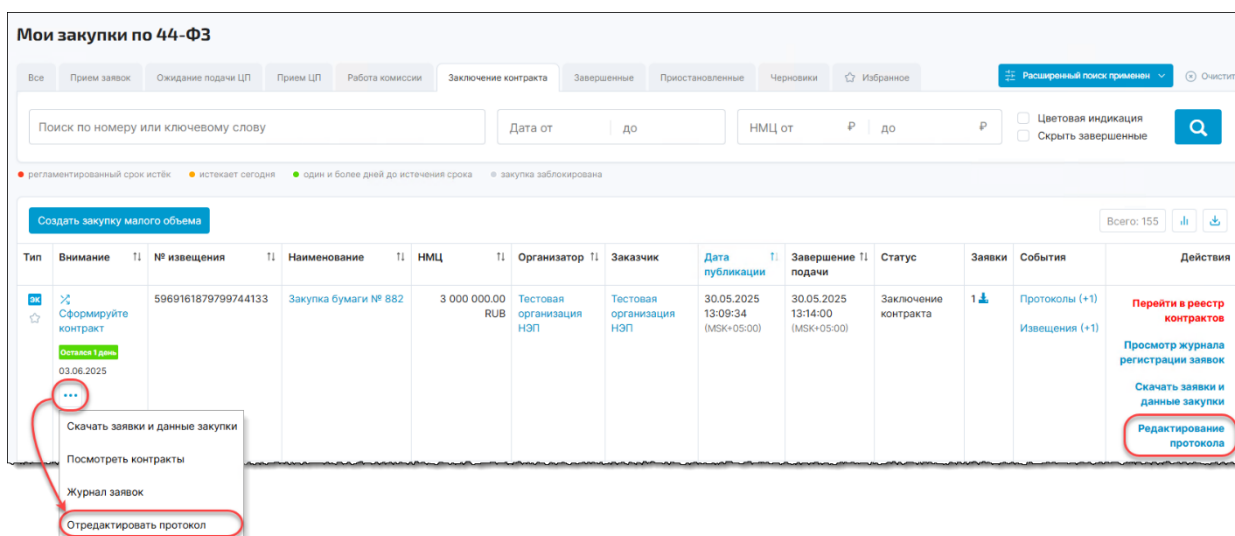 Мои закупки по 44-ФЗ
Все Прием заявок Ожидание подачи ЦП Прием ЦП Работа комиссии Заключение контракта Завершенные Приостановленные Черновики Избранное Расширенный поиск применен Очистит
Поиск по номеру или ключевому слову Дата от до НМЦ от ₽ до ₽
Цветовая индикация
Скрыть завершенные
регламентированный срок истёк истекает сегодня один и более дней до истечения срока закупка заблокирована
Создать закупку малого объема Всего: 155
Тип Внимание № извещения Наименование НМЦ Организатор Заказчик Дата публикации Завершение подачи Статус Заявки События Действия
ЭК
Сформируйте
контракт
Остался 1 день
03.06.2025
5969161879799744133
Закупка бумаги № 882
3 000 000.00
RUB
Тестовая
организация
НЭП
Тестовая
организация
НЭП
30.05.2025
13:09:34
(MSK+05:00)
30.05.2025
13:14:00
(MSK+05:00)
Заключение
контракта
1
Протоколы (+1)
Извещения (+1)
Перейти в реестр
контрактов
Просмотр журнала
регистрации заявок
Скачать заявки и
данные закупки
Редактирование
протокола
Скачать заявки и данные закупки
Посмотреть контракты
Журнал заявок
Отредактировать протокол